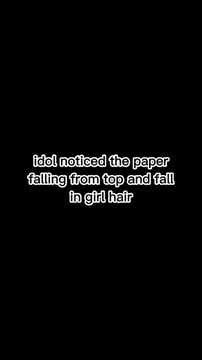 idol noticed the paper
falling from top and fall
in girl hair